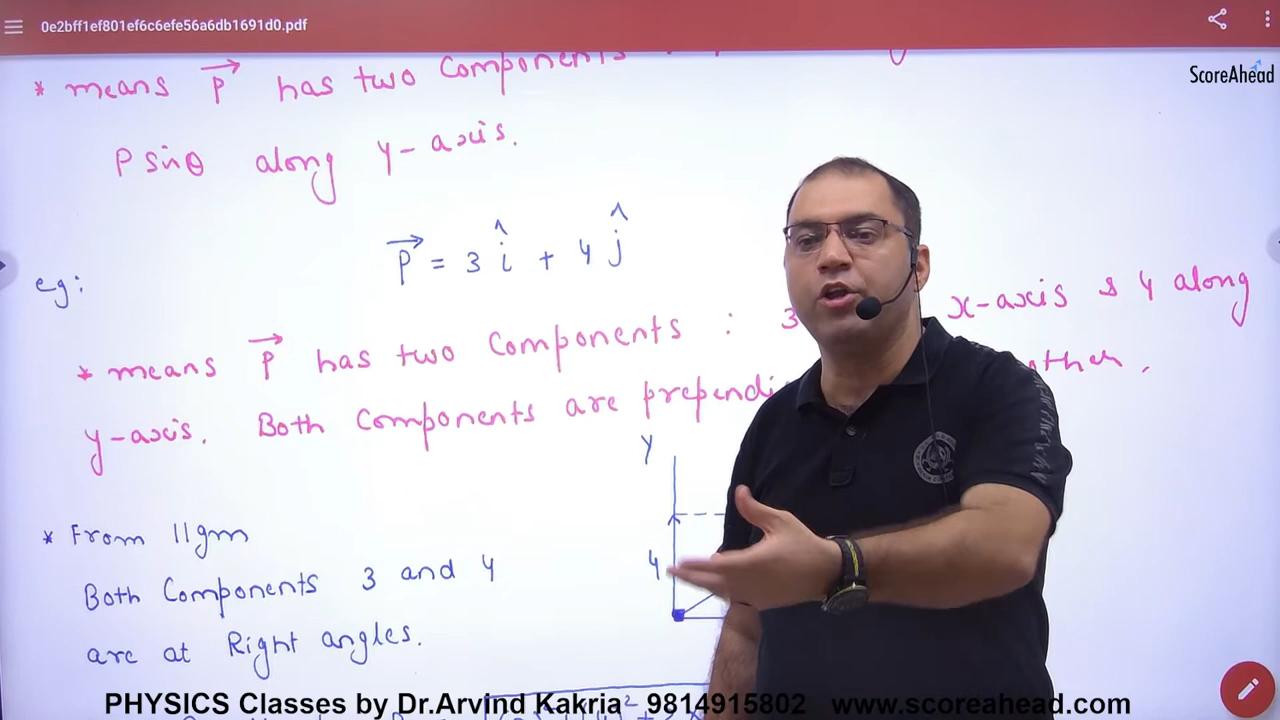 0e2bff1ef801ef6c6efe56a6db1691d0.pdf
ScoreAhead
* means P has two Components
P sinθ along y-axis.
eg: P = 3 î + 4 ĵ
* means P has two Components : 3 x-axis & 4 along
y-axis. Both Components are prependi
Y
* From 11gm
Both Components 3 and 4
4
are at Right angles.
PHYSICS Classes by Dr.Arvind Kakria 9814915802 www.scoreahead.com